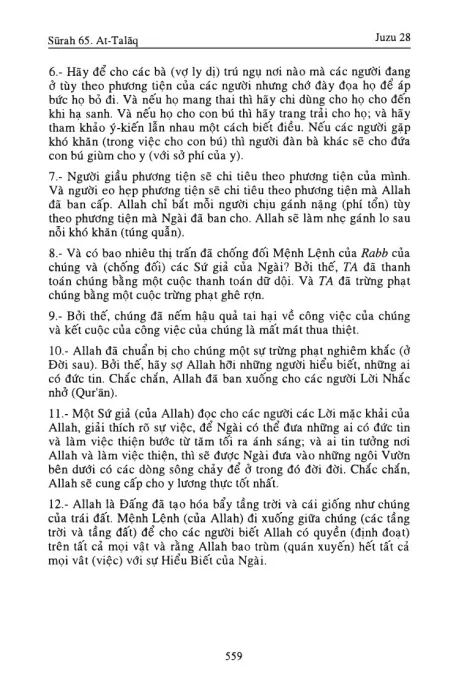 Sūrah 65. At-Talāq
Juzu 28
6.- Hãy để cho các bà (vợ ly dị) trú ngụ nơi nào mà các người đang
ở tùy theo phương tiện của các người nhưng chớ đày đọa họ để áp
bức họ bỏ đi. Và nếu họ mang thai thì hãy chi dùng cho họ cho đến
khi hạ sanh. Và nếu họ cho con bú thì hãy trang trải cho họ; và hãy
tham khảo ý-kiến lẫn nhau một cách biết điều. Nếu các người gặp
khó khăn (trong việc cho con bú) thì người đàn bà khác sẽ cho đứa
con bú giùm cho y (với sở phí của y).
7.- Người giầu phương tiện sẽ chi tiêu theo phương tiện của mình.
Và người eo hẹp phương tiện sẽ chi tiêu theo phương tiện mà Allah
đã ban cấp. Allah chỉ bắt mỗi người chịu gánh nặng (phí tổn) tùy
theo phương tiện mà Ngài đã ban cho. Allah sẽ làm nhẹ gánh lo sau
nỗi khó khăn (túng quẫn).
8.- Và có bao nhiêu thị trấn đã chống đối Mệnh Lệnh của Rabb của
chúng và (chống đối) các Sứ giả của Ngài? Bởi thế, TA đã thanh
toán chúng bằng một cuộc thanh toán dữ dội. Và TA đã trừng phạt
chúng bằng một cuộc trừng phạt ghê rợn.
9.- Bởi thế, chúng đã nếm hậu quả tai hại về công việc của chúng
và kết cuộc của công việc của chúng là mất mát thua thiệt.
10.- Allah đã chuẩn bị cho chúng một sự trừng phạt nghiêm khắc (ở
Đời sau). Bởi thế, hãy sợ Allah hỡi những người hiểu biết, những ai
có đức tin. Chắc chắn, Allah đã ban xuống cho các người Lời Nhắc
nhở (Qur'ān).
11.- Một Sứ giả (của Allah) đọc cho các người các Lời mặc khải của
Allah, giải thích rõ sự việc, để Ngài có thể đưa những ai có đức tin
và làm việc thiện bước từ tăm tối ra ánh sáng; và ai tin tưởng nơi
Allah và làm việc thiện, thì sẽ được Ngài đưa vào những ngôi Vườn
bên dưới có các dòng sông chảy để ở trong đó đời đời. Chắc chắn,
Allah sẽ cung cấp cho y lương thực tốt nhất.
12.- Allah là Đấng đã tạo hóa bẩy tầng trời và cái giống như chúng
của trái đất. Mệnh Lệnh (của Allah) đi xuống giữa chúng (các tầng
trời và tầng đất) để cho các người biết Allah có quyền (định đoạt)
trên tất cả mọi vật và rằng Allah bao trùm (quán xuyến) hết tất cả
mọi vât (việc) với sự Hiểu Biết của Ngài.
559